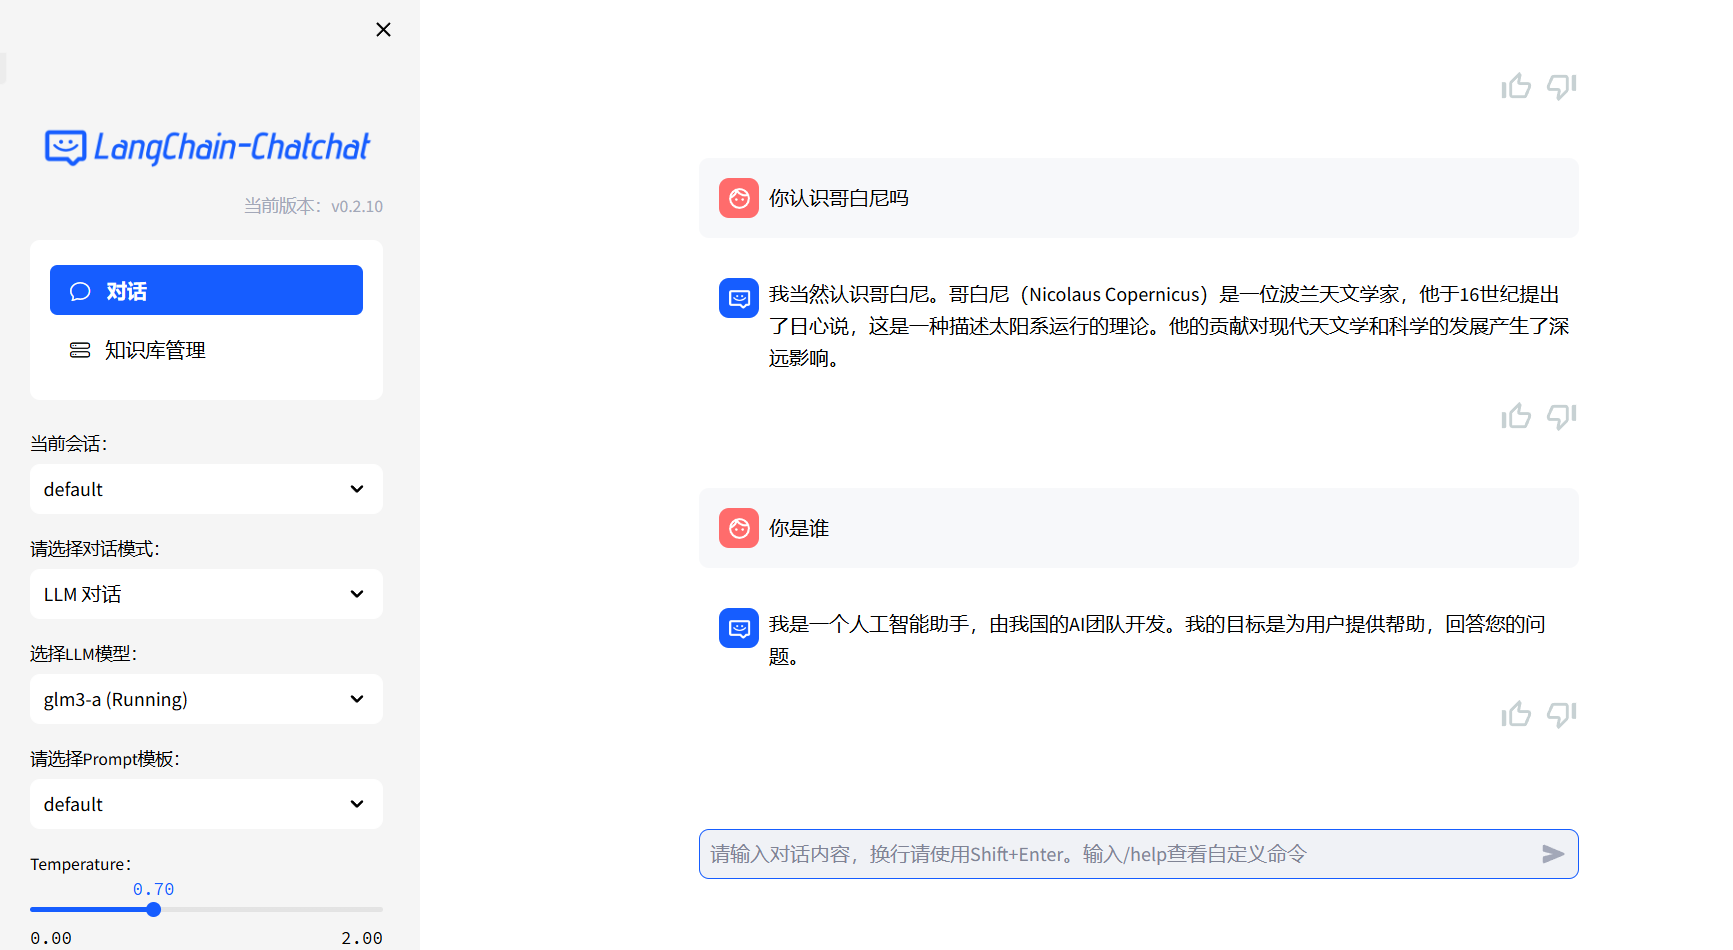 LangChain-Chatchat
当前版本：v0.2.10
对话
知识库管理
当前会话：
default
请选择对话模式：
LLM 对话
选择LLM模型：
glm3-a (Running)
请选择Prompt模板：
default
Temperature：
0.70
0.00 2.00
你认识哥白尼吗
我当然认识哥白尼。哥白尼（Nicolaus Copernicus）是一位波兰天文学家，他于16世纪提出
了日心说，这是一种描述太阳系运行的理论。他的贡献对现代天文学和科学的发展产生了深
远影响。
你是谁
我是一个人工智能助手，由我国的AI团队开发。我的目标是为用户提供帮助，回答您的问
题。
请输入对话内容，换行请使用Shift+Enter。输入/help查看自定义命令